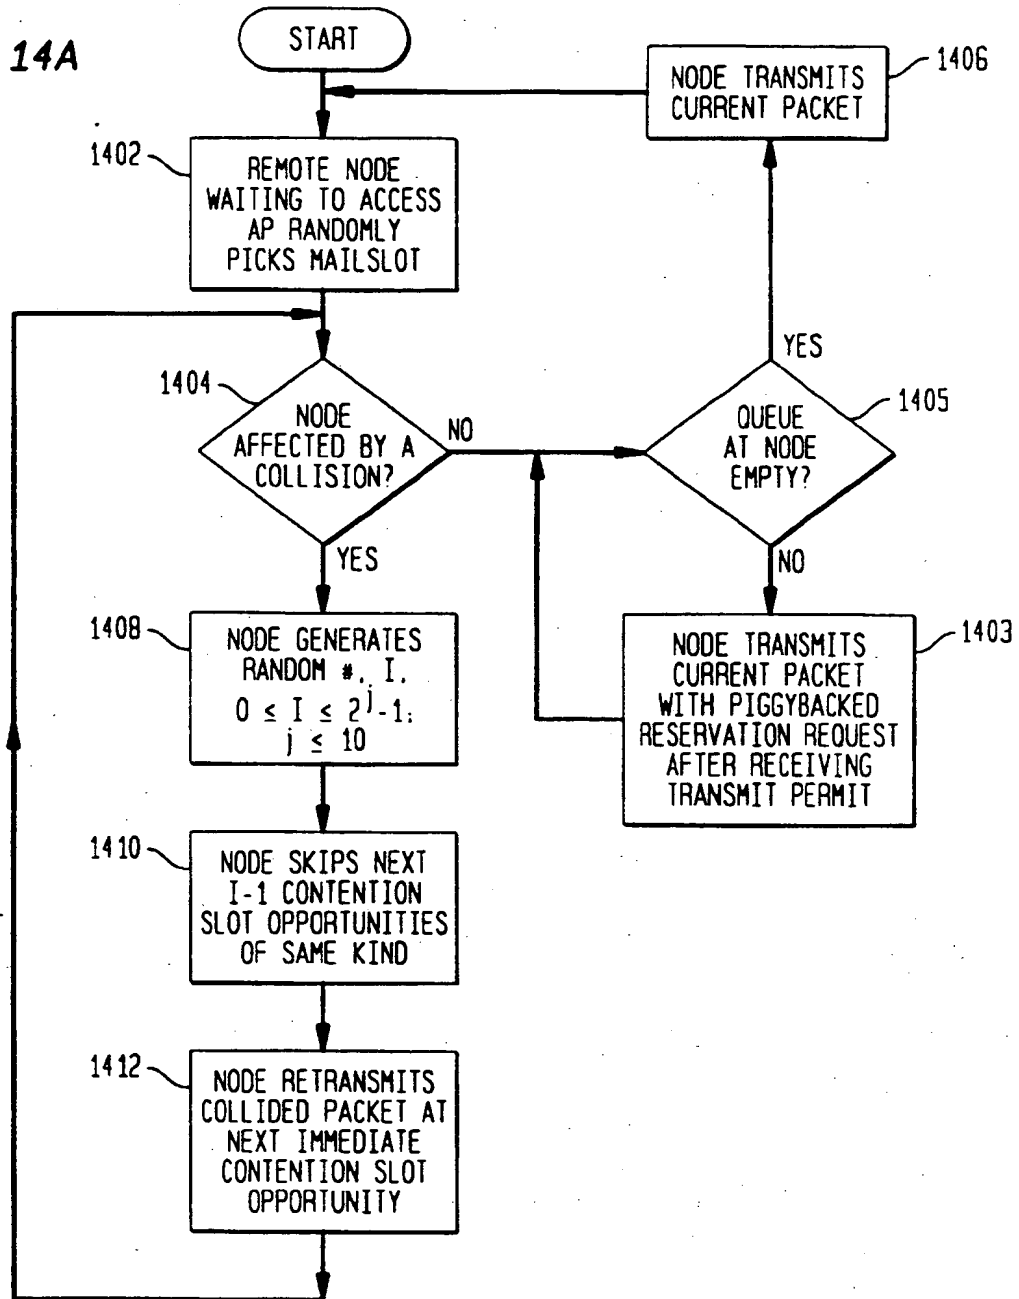 14A
START
1406
NODE TRANSMITS
CURRENT PACKET
1402
REMOTE NODE
WAITING TO ACCESS
AP RANDOMLY
PICKS MAILSLOT
1404
NODE
AFFECTED BY A
COLLISION?
NO
YES
1405
QUEUE
AT NODE
EMPTY?
YES
NO
1408
NODE GENERATES
RANDOM #, I,
0 ≤ I ≤ 2^j-1;
j ≤ 10
1403
NODE TRANSMITS
CURRENT PACKET
WITH PIGGYBACKED
RESERVATION REQUEST
AFTER RECEIVING
TRANSMIT PERMIT
1410
NODE SKIPS NEXT
I-1 CONTENTION
SLOT OPPORTUNITIES
OF SAME KIND
1412
NODE RETRANSMITS
COLLIDED PACKET AT
NEXT IMMEDIATE
CONTENTION SLOT
OPPORTUNITY